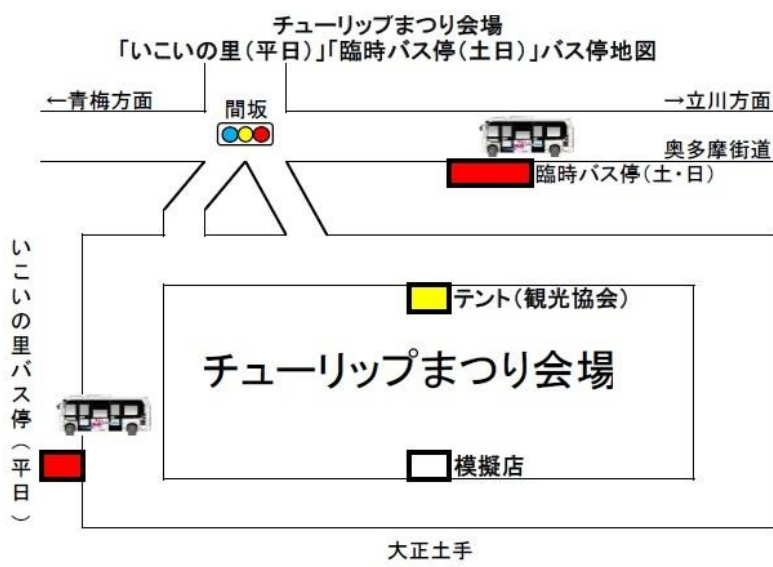 チューリップまつり会場
「いこいの里(平日)」「臨時バス停(土日)」バス停地図
←青梅方面
間坂
→立川方面
奥多摩街道
臨時バス停(土・日)
いこいの里バス停(平日)
テント(観光協会)
チューリップまつり会場
模擬店
大正土手